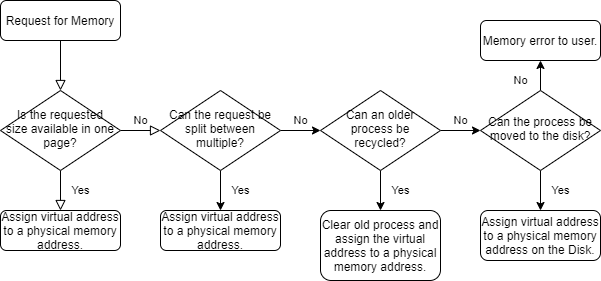 Request for Memory
Memory error to user.
No
Is the requested
size available in one
page?
No
Can the request be
split between
multiple?
No
Can an older
process be
recycled?
No
Can the process be
moved to the disk?
Yes
Yes
Yes
Yes
Assign virtual address
to a physical memory
address.
Assign virtual address
to a physical memory
address.
Clear old process and
assign the virtual
address to a physical
memory address.
Assign virtual address
to a physical memory
address on the Disk.